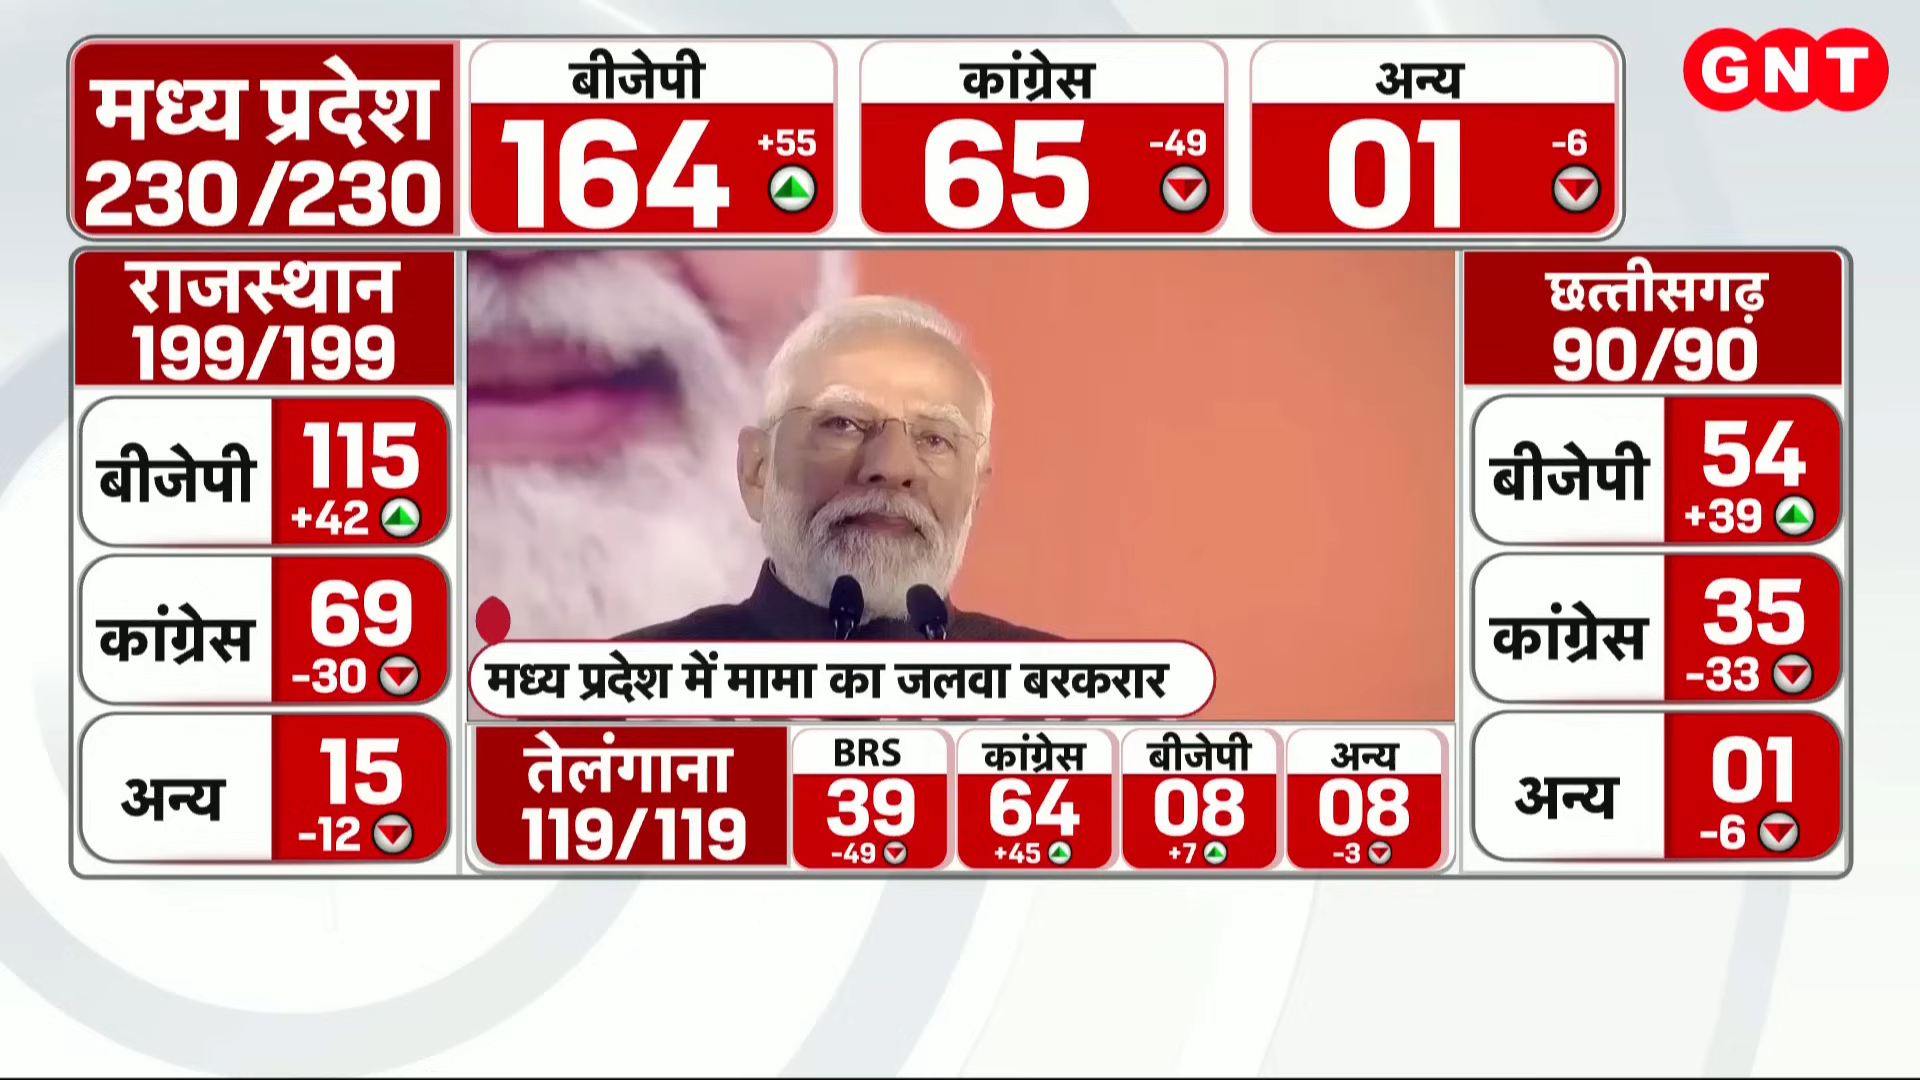 मध्य प्रदेश
230/230
बीजेपी
164
+55
कांग्रेस
65
-49
अन्य
01
-6
GNT
राजस्थान
199/199
बीजेपी
115
+42
कांग्रेस
69
-30
अन्य
15
-12
छत्तीसगढ़
90/90
बीजेपी
54
+39
कांग्रेस
35
-33
अन्य
01
-6
मध्य प्रदेश में मामा का जलवा बरकरार
तेलंगाना
119/119
BRS
39
-49
कांग्रेस
64
+45
बीजेपी
08
+7
अन्य
08
-3